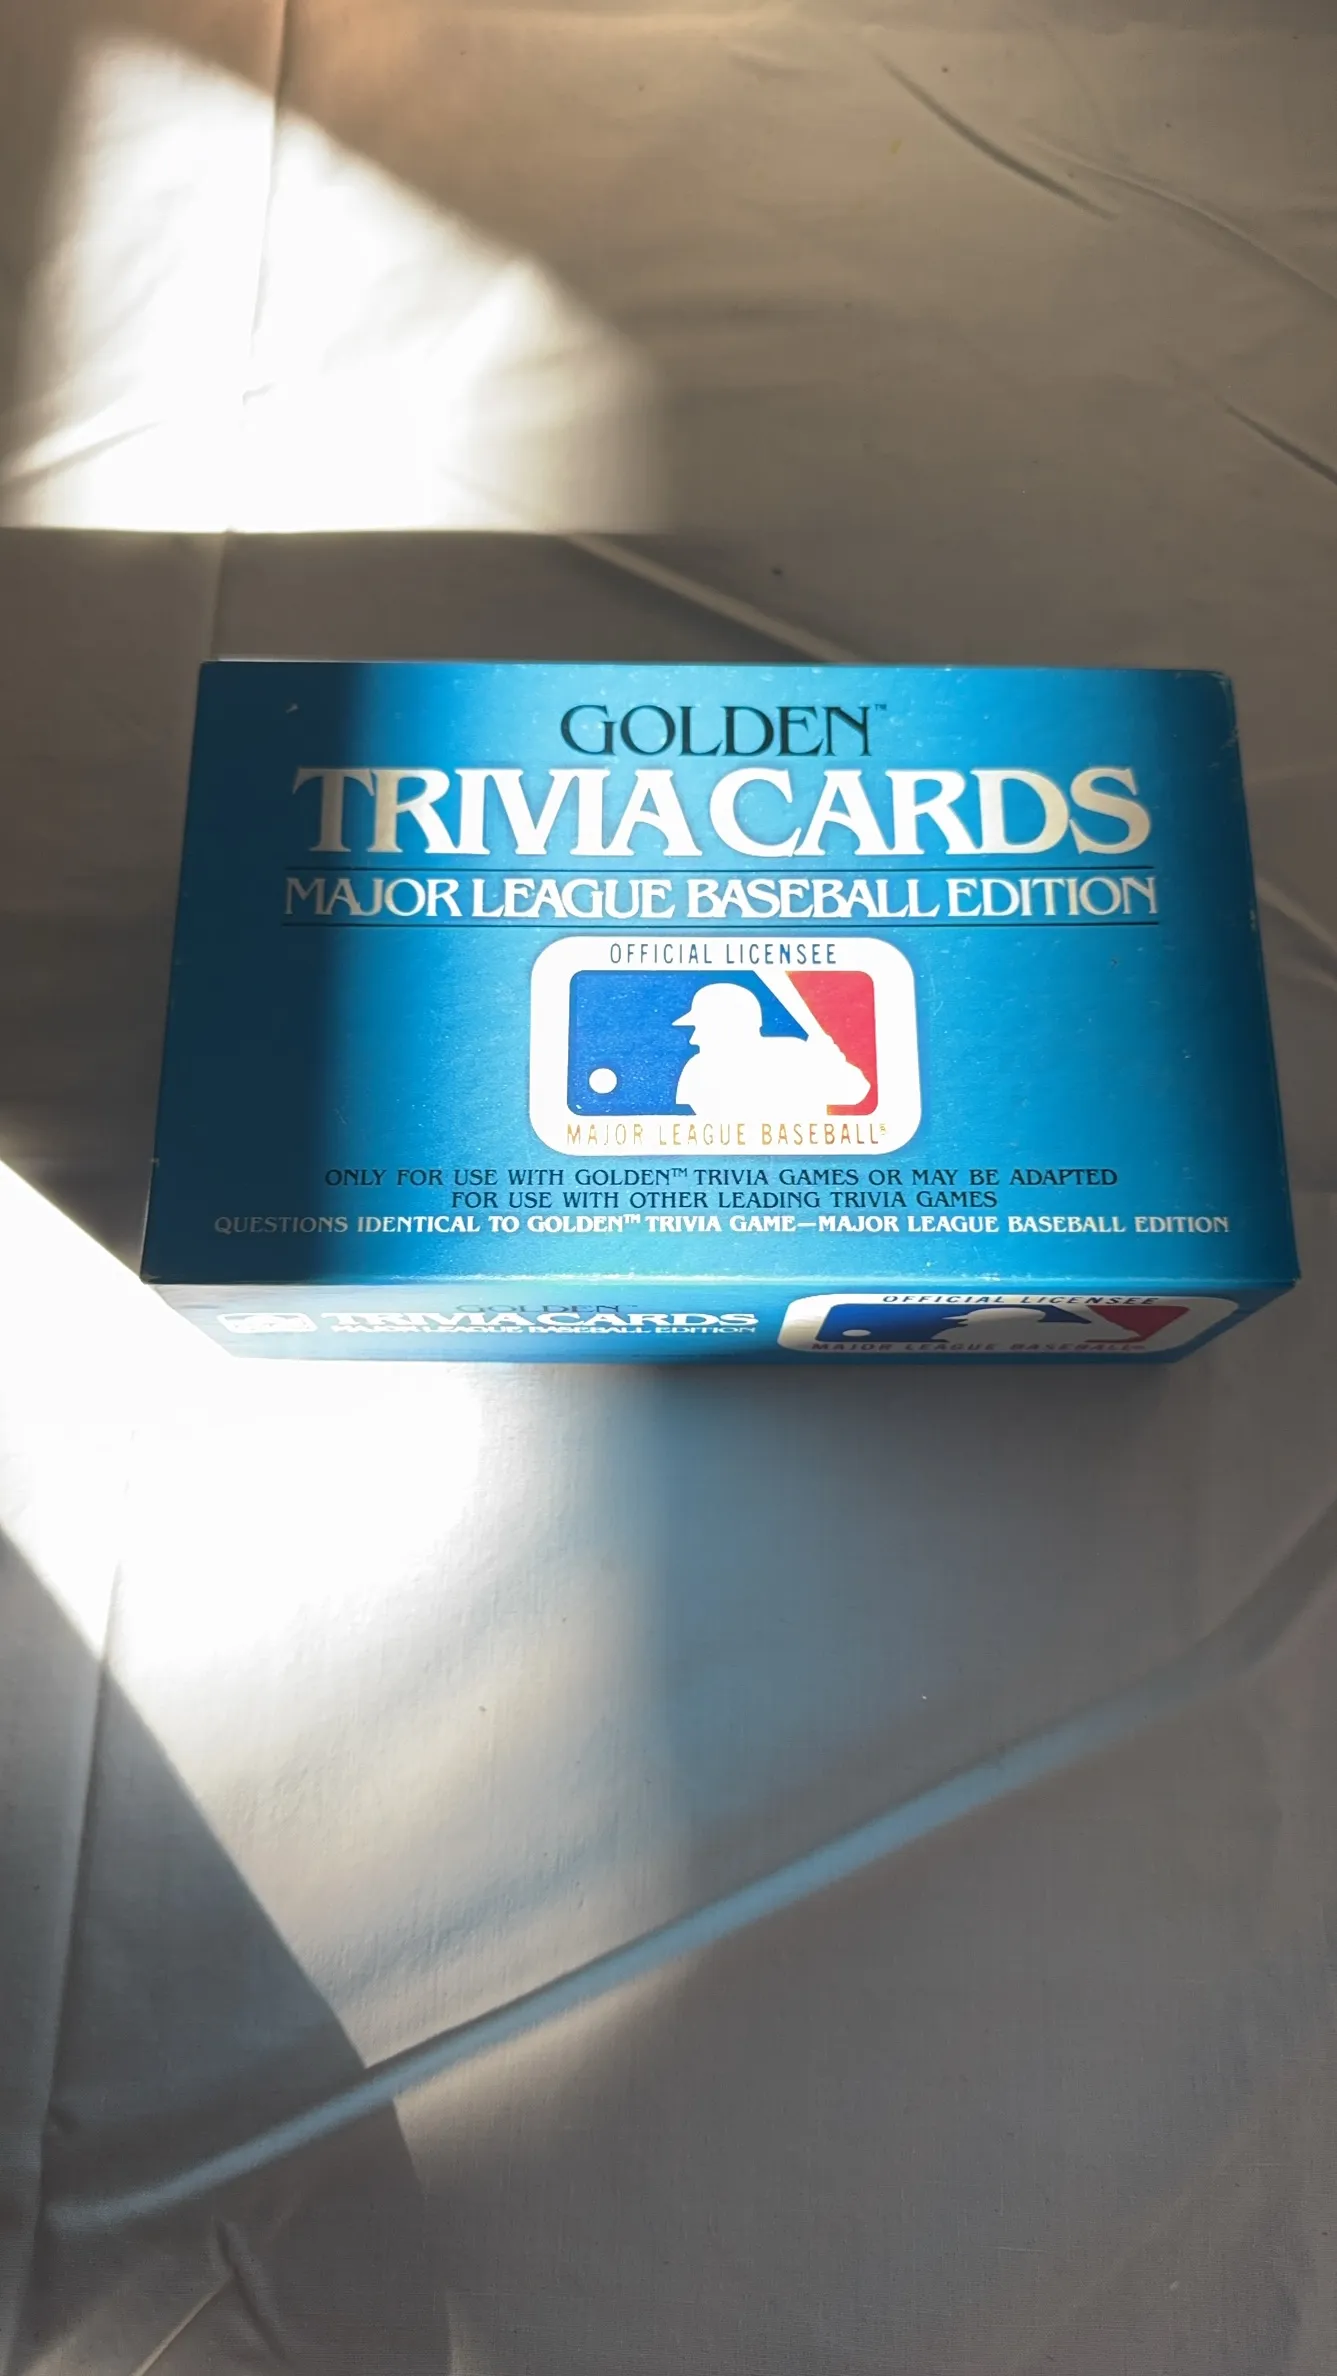 GOLDEN™
TRIVIA CARDS
MAJOR LEAGUE BASEBALL EDITION
OFFICIAL LICENSEE
MAJOR LEAGUE BASEBALL®
ONLY FOR USE WITH GOLDEN™ TRIVIA GAMES OR MAY BE ADAPTED
FOR USE WITH OTHER LEADING TRIVIA GAMES
QUESTIONS IDENTICAL TO GOLDEN™ TRIVIA GAME—MAJOR LEAGUE BASEBALL EDITION
GOLDEN™
TRIVIA CARDS
MAJOR LEAGUE BASEBALL EDITION
OFFICIAL LICENSEE
MAJOR LEAGUE BASEBALL®